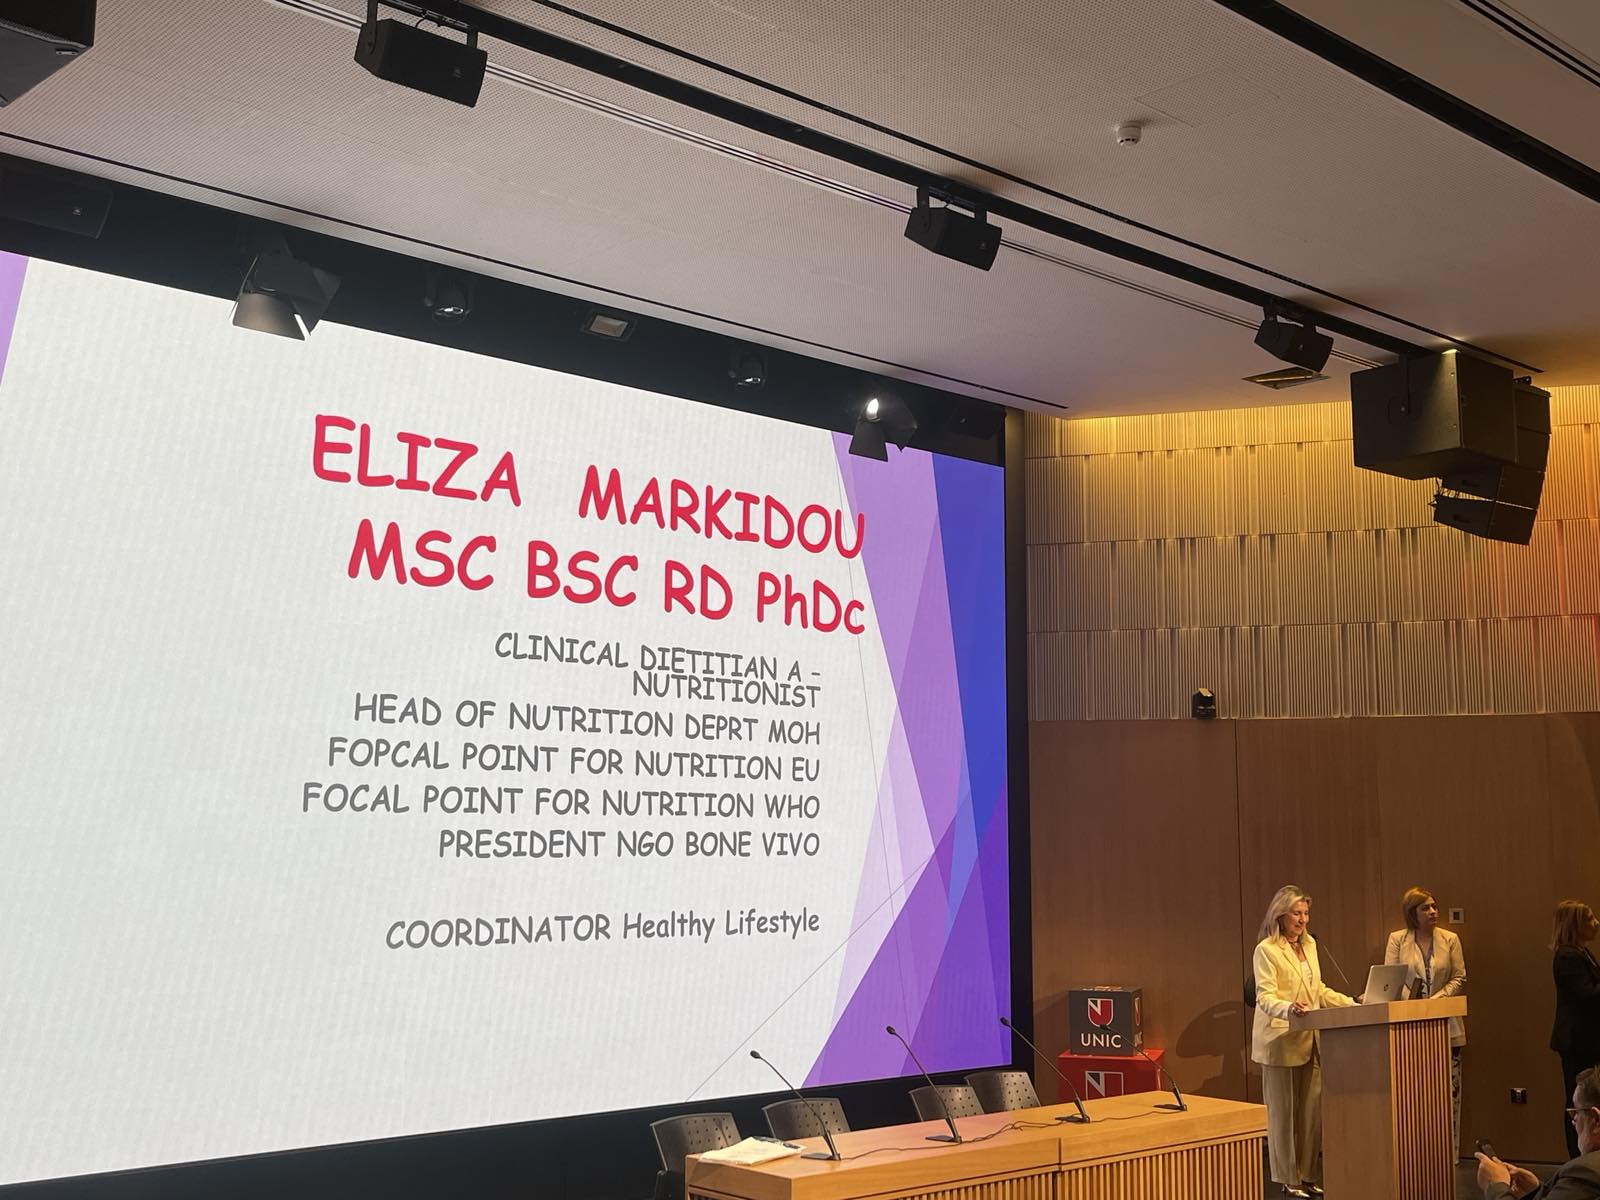 ELIZA MARKIDOU
MSC BSC RD PhDc
CLINICAL DIETITIAN A –
NUTRITIONIST
HEAD OF NUTRITION DEPRT MOH
FOPCAL POINT FOR NUTRITION EU
FOCAL POINT FOR NUTRITION WHO
PRESIDENT NGO BONE VIVO
COORDINATOR Healthy Lifestyle
UNIC